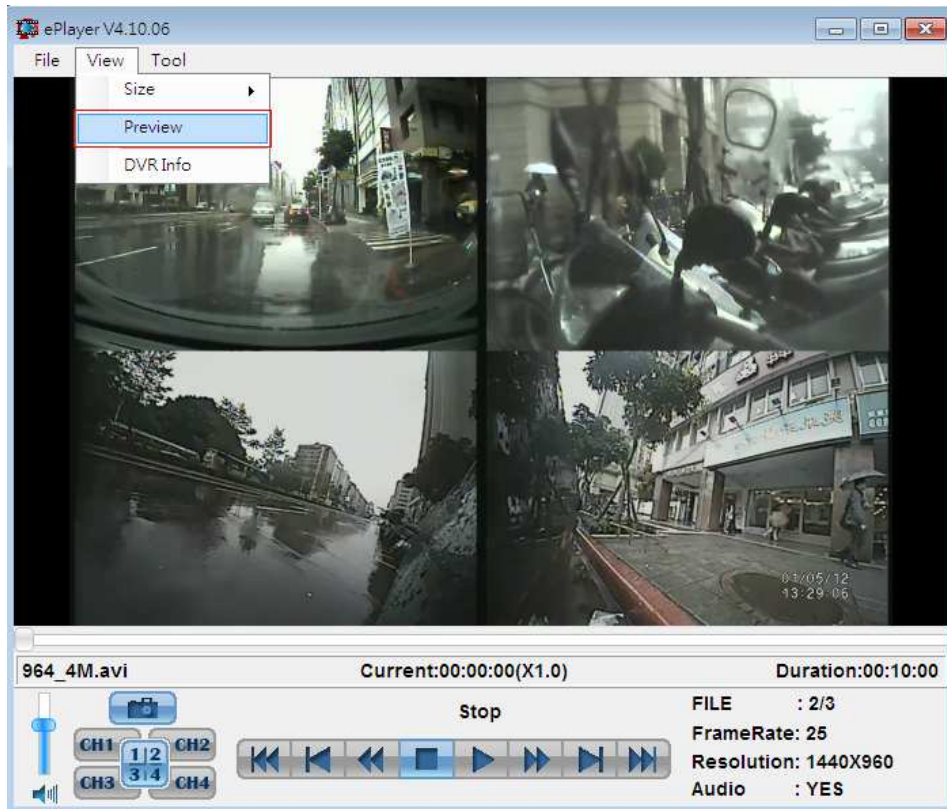 ePlayer V4.10.06
File View Tool
Size
Preview
DVR Info
01/05/12
13:29:06
964_4M.avi Current:00:00:00(X1.0) Duration:00:10:00
Stop
FILE : 2/3
FrameRate: 25
Resolution: 1440X960
Audio : YES
CH1 1 2 CH2
CH3 3 4 CH4